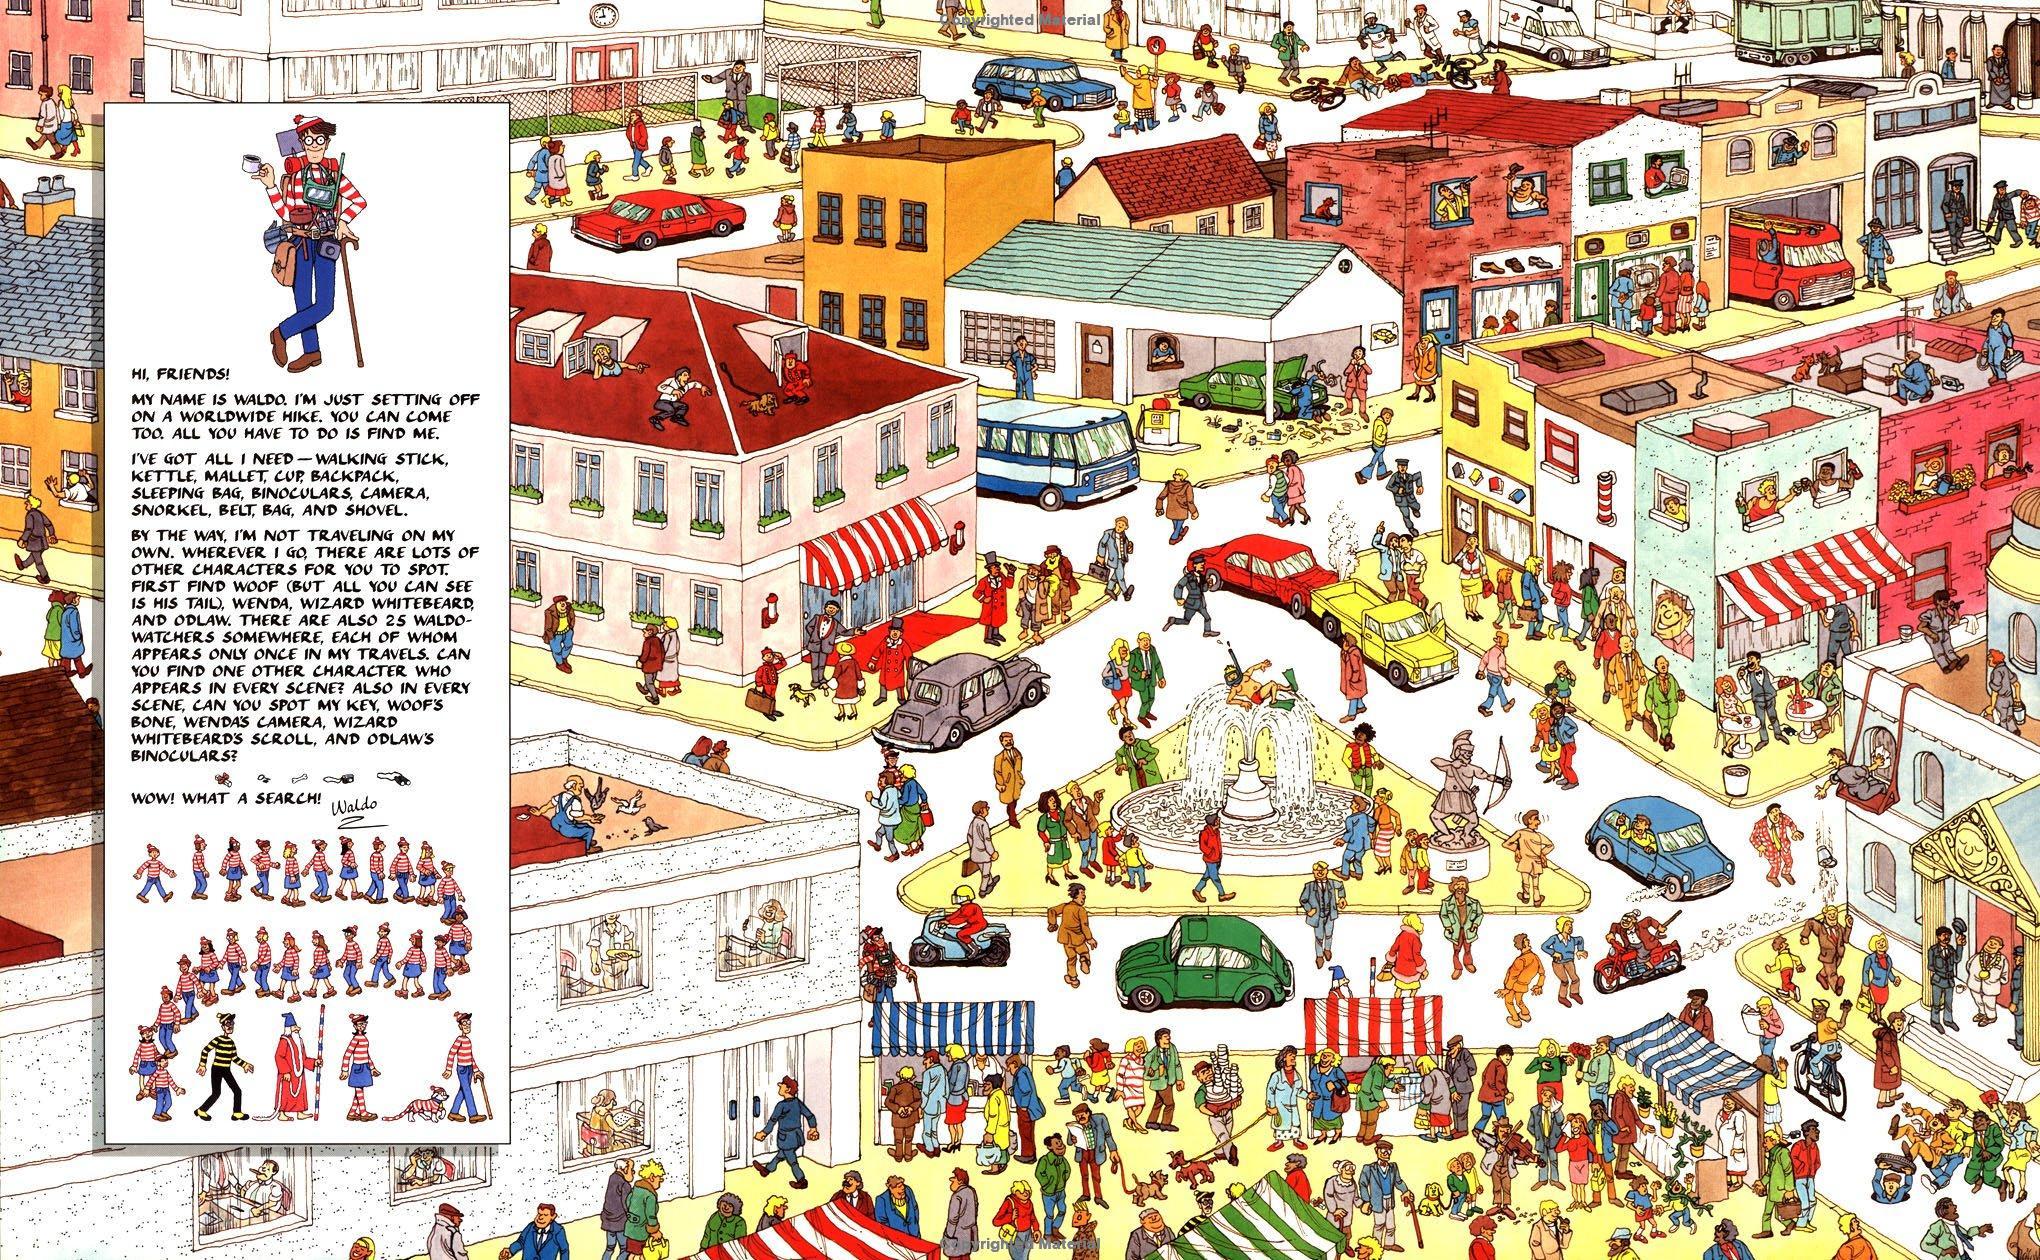 Copyrighted Material
HI, FRIENDS!
MY NAME IS WALDO. I'M JUST SETTING OFF
ON A WORLDWIDE HIKE. YOU CAN COME
TOO. ALL YOU HAVE TO DO IS FIND ME.
I'VE GOT ALL I NEED — WALKING STICK,
KETTLE, MALLET, CUP, BACKPACK,
SLEEPING BAG, BINOCULARS, CAMERA,
SNORKEL, BELT, BAG, AND SHOVEL.
BY THE WAY, I'M NOT TRAVELING ON MY
OWN. WHEREVER I GO, THERE ARE LOTS OF
OTHER CHARACTERS FOR YOU TO SPOT.
FIRST FIND WOOF (BUT ALL YOU CAN SEE
IS HIS TAIL), WENDA, WIZARD WHITEBEARD,
AND ODLAW. THERE ARE ALSO 25 WALDO-
WATCHERS SOMEWHERE, EACH OF WHOM
APPEARS ONLY ONCE IN MY TRAVELS. CAN
YOU FIND ONE OTHER CHARACTER WHO
APPEARS IN EVERY SCENE? ALSO IN EVERY
SCENE, CAN YOU SPOT MY KEY, WOOF'S
BONE, WENDA'S CAMERA, WIZARD
WHITEBEARD'S SCROLL, AND ODLAW'S
BINOCULARS?
WOW! WHAT A SEARCH!
Waldo
Copyrighted Material